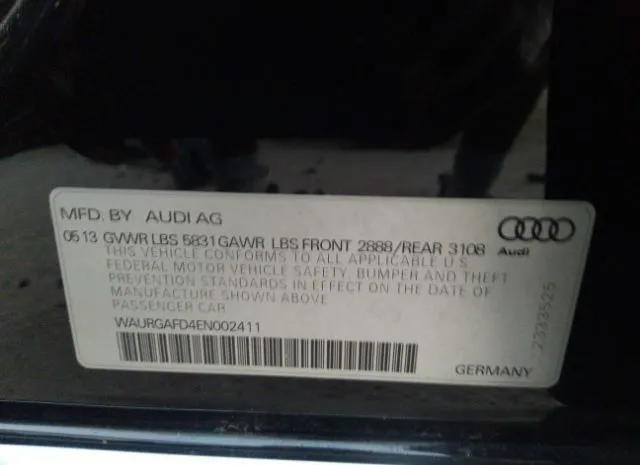 MFD. BY AUDI AG
0513 GVWR LBS 5831 GAWR LBS FRONT 2888/REAR 3108
Audi
THIS VEHICLE CONFORMS TO ALL APPLICABLE U.S.
FEDERAL MOTOR VEHICLE SAFETY, BUMPER AND THEFT
PREVENTION STANDARDS IN EFFECT ON THE DATE OF
MANUFACTURE SHOWN ABOVE
PASSENGER CAR
WAURGAFD4EN002411
GERMANY
2333525